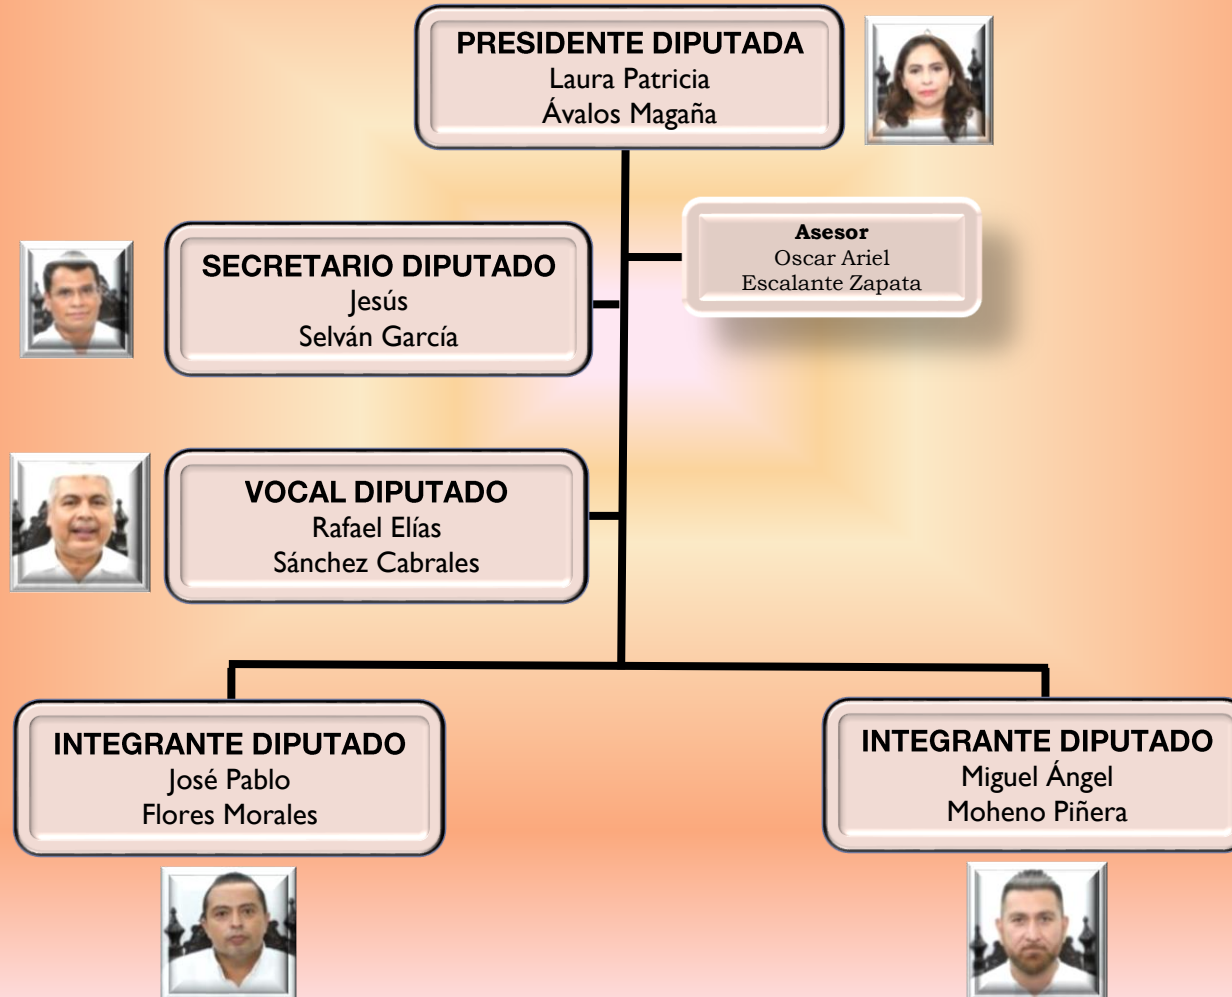 PRESIDENTE DIPUTADA
Laura Patricia
Ávalos Magaña
Asesor
Oscar Ariel
Escalante Zapata
SECRETARIO DIPUTADO
Jesús
Selván García
VOCAL DIPUTADO
Rafael Elías
Sánchez Cabrales
INTEGRANTE DIPUTADO
José Pablo
Flores Morales
INTEGRANTE DIPUTADO
Miguel Ángel
Moheno Piñera